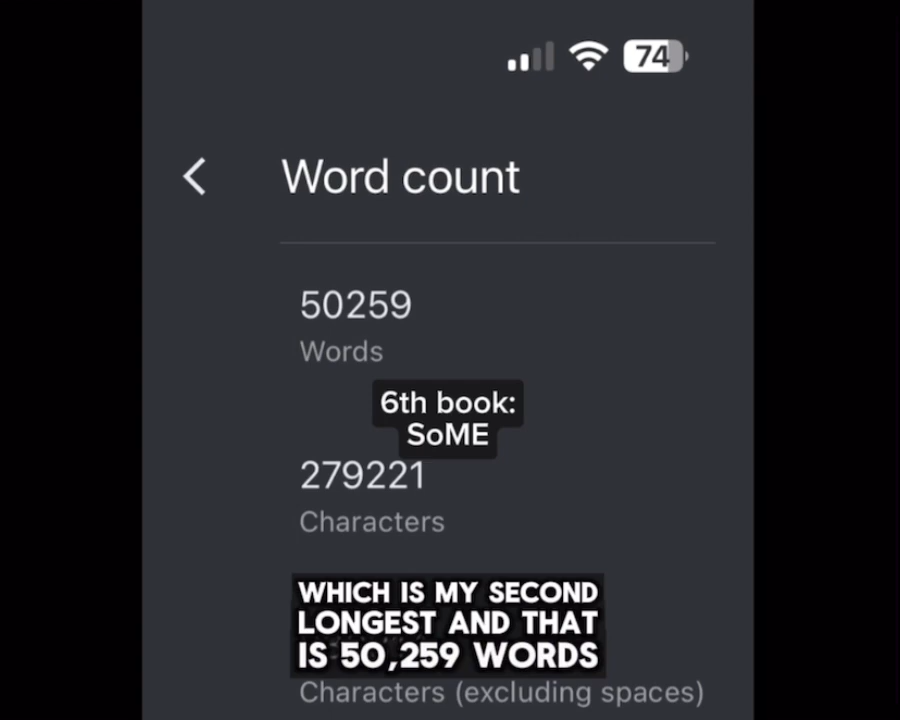 74
Word count
50259
Words
6th book:
SoME
279221
Characters
WHICH IS MY SECOND
LONGEST AND THAT
IS 50,259 WORDS
Characters (excluding spaces)